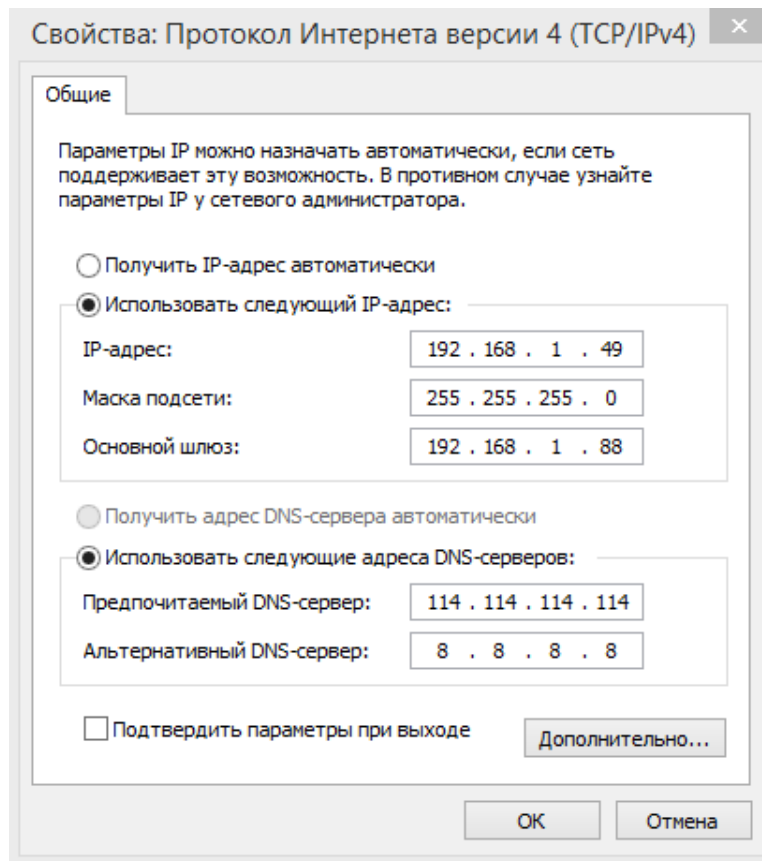 Свойства: Протокол Интернета версии 4 (TCP/IPv4)
Общие
Параметры IP можно назначать автоматически, если сеть
поддерживает эту возможность. В противном случае узнайте
параметры IP у сетевого администратора.
Получить IP-адрес автоматически
Использовать следующий IP-адрес:
IP-адрес: 192 . 168 . 1 . 49
Маска подсети: 255 . 255 . 255 . 0
Основной шлюз: 192 . 168 . 1 . 88
Получить адрес DNS-сервера автоматически
Использовать следующие адреса DNS-серверов:
Предпочитаемый DNS-сервер: 114 . 114 . 114 . 114
Альтернативный DNS-сервер: 8 . 8 . 8 . 8
Подтвердить параметры при выходе
Дополнительно...
ОК Отмена